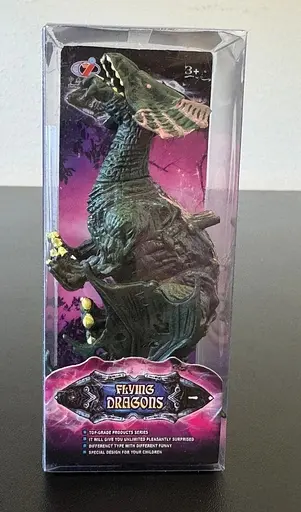 3+
FLYING
DRAGONS
TOP-GRADE PRODUCTS SERIES
IT WILL GIVE YOU UNLIMITED PLEASANTLY SURPRISED
DIFFERENCT TYPE WITH DIFFERENT FUNNY
SPECIAL DESIGN FOR YOUR CHILDREN